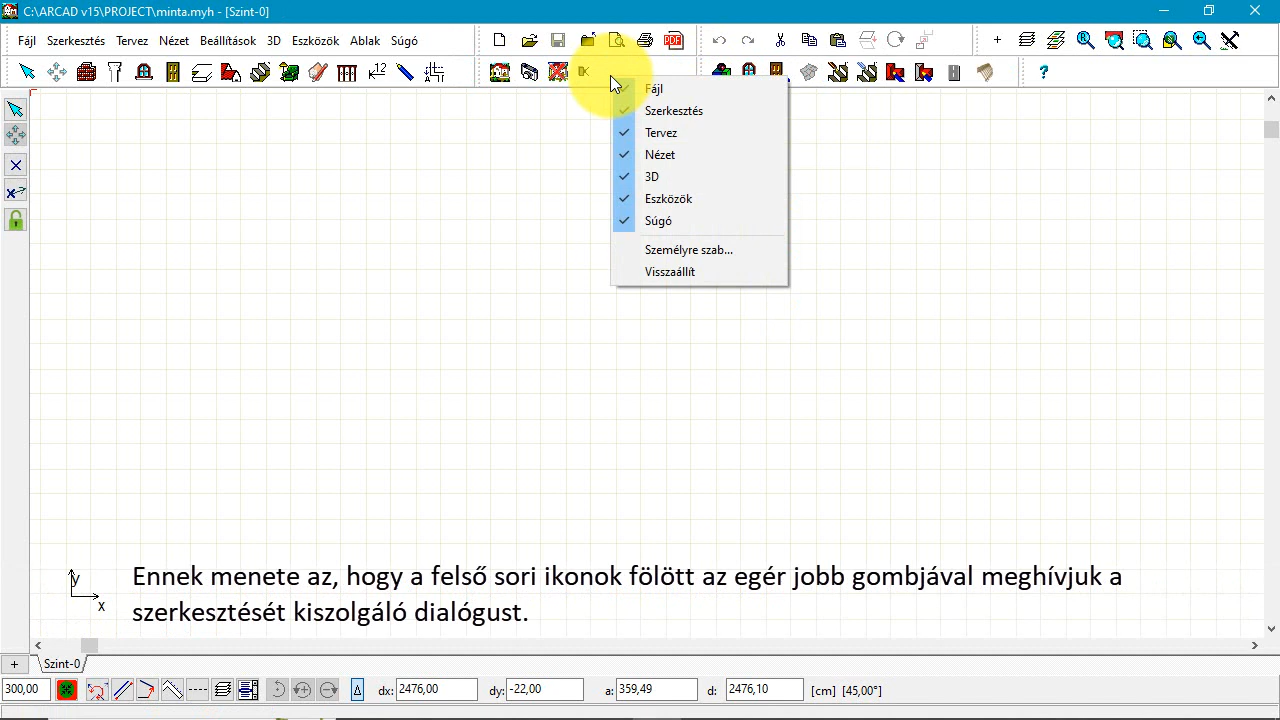 C:\ARCAD v15\PROJECT\minta.myh - [Szint-0]
Fájl Szerkesztés Tervez Nézet Beállítások 3D Eszközök Ablak Súgó
Fájl
Szerkesztés
Tervez
Nézet
3D
Eszközök
Súgó
Személyre szab...
Visszaállít
y
x
Ennek menete az, hogy a felső sori ikonok fölött az egér jobb gombjával meghívjuk a
szerkesztését kiszolgáló dialógust.
Szint-0
300,00 dx: 2476,00 dy: -22,00 a: 359,49 d: 2476,10 [cm] [45,00°]